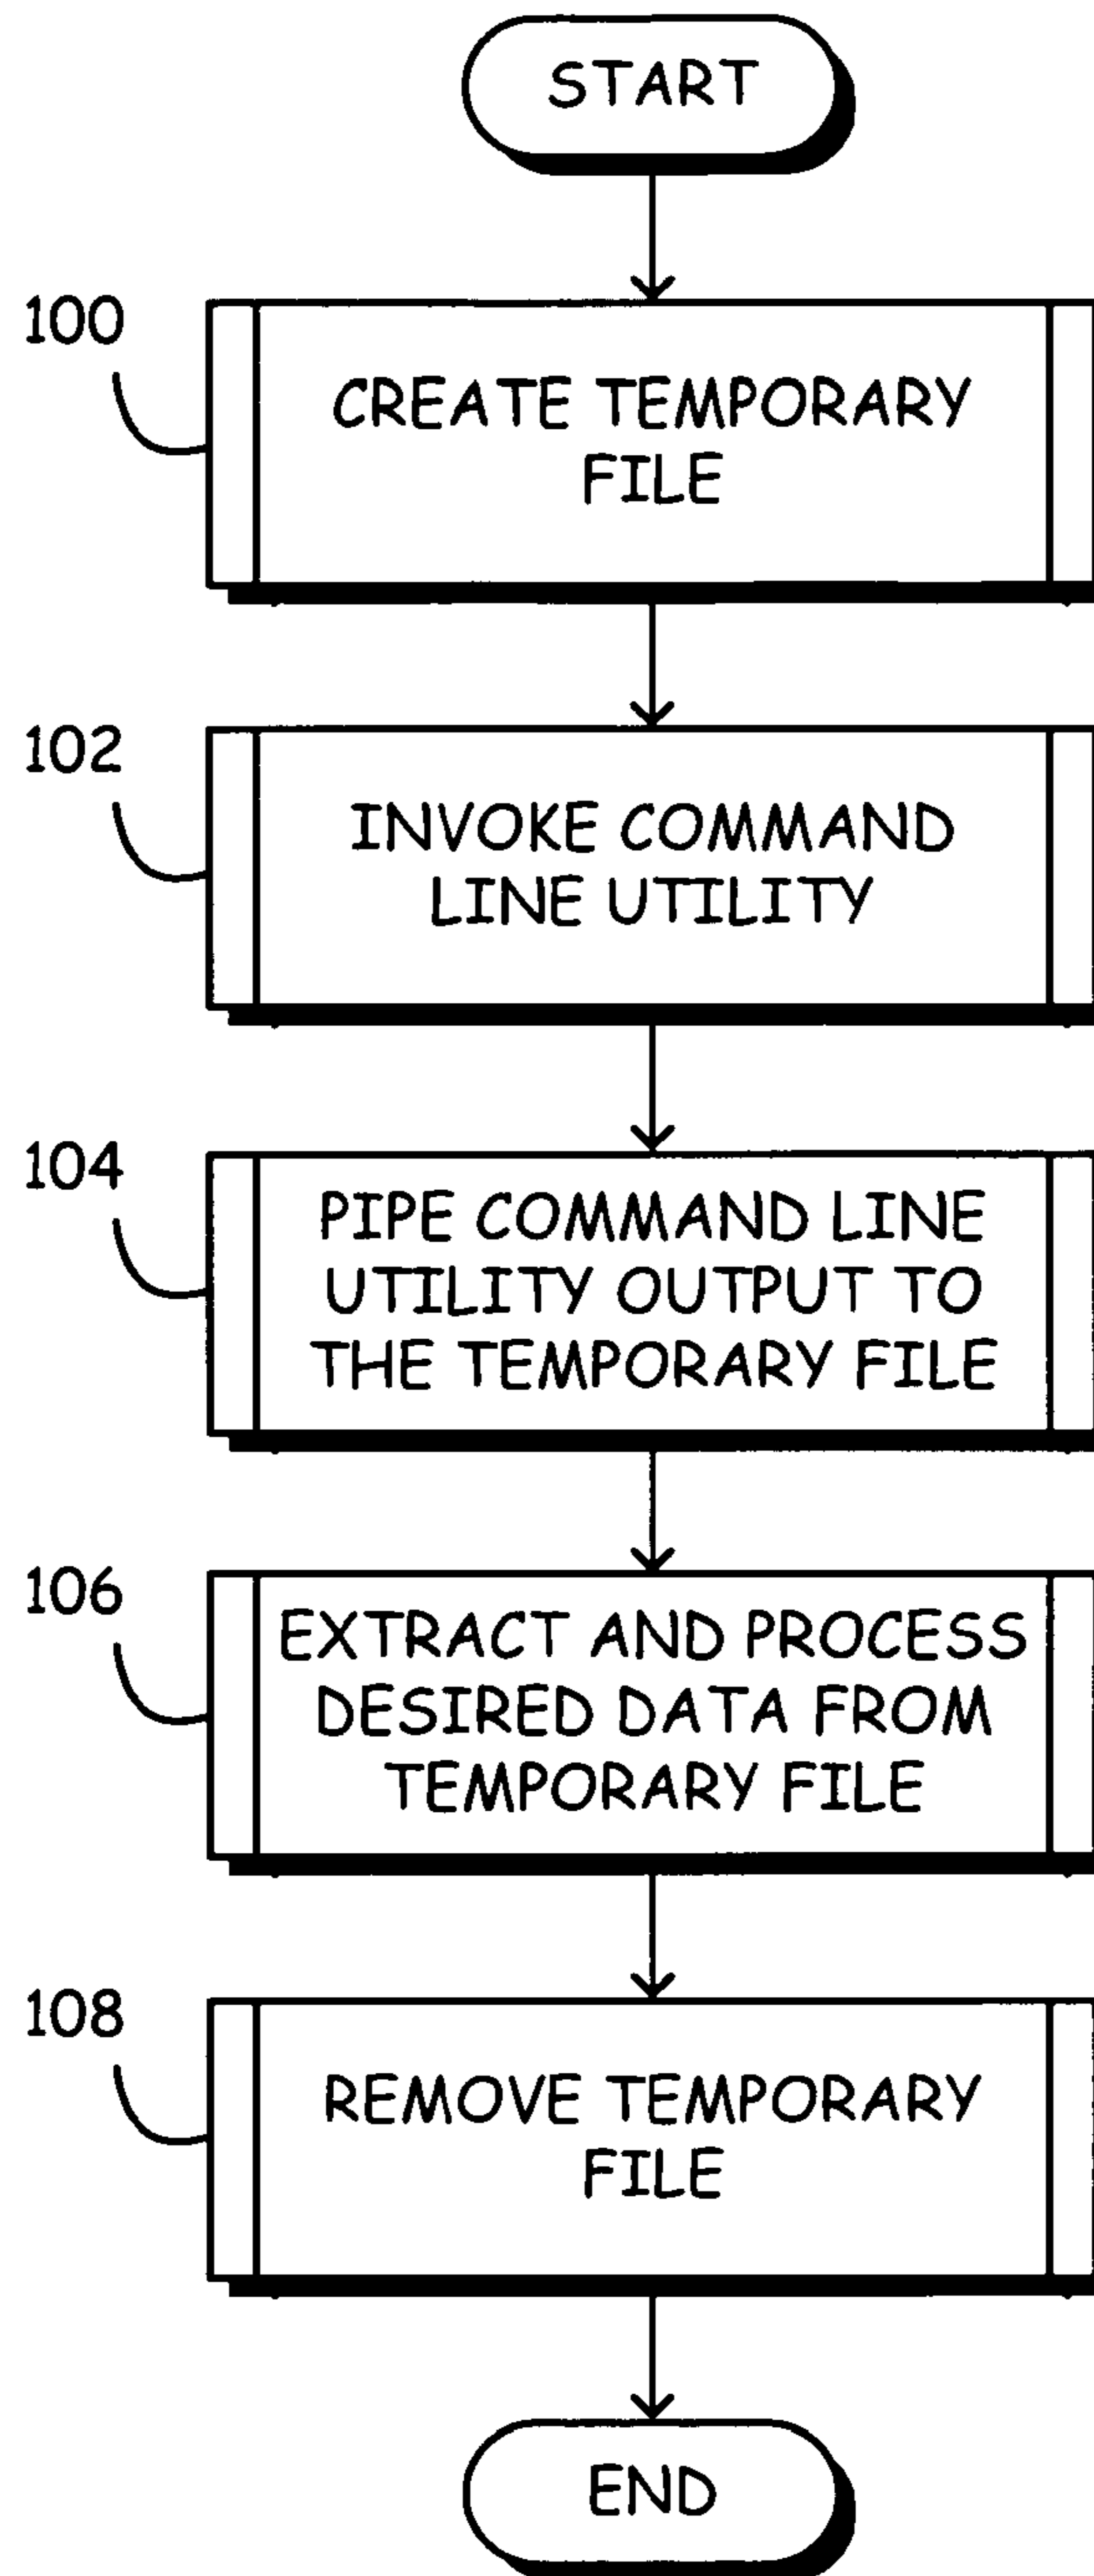 START
100
CREATE TEMPORARY
FILE
102
INVOKE COMMAND
LINE UTILITY
104
PIPE COMMAND LINE
UTILITY OUTPUT TO
THE TEMPORARY FILE
106
EXTRACT AND PROCESS
DESIRED DATA FROM
TEMPORARY FILE
108
REMOVE TEMPORARY
FILE
END